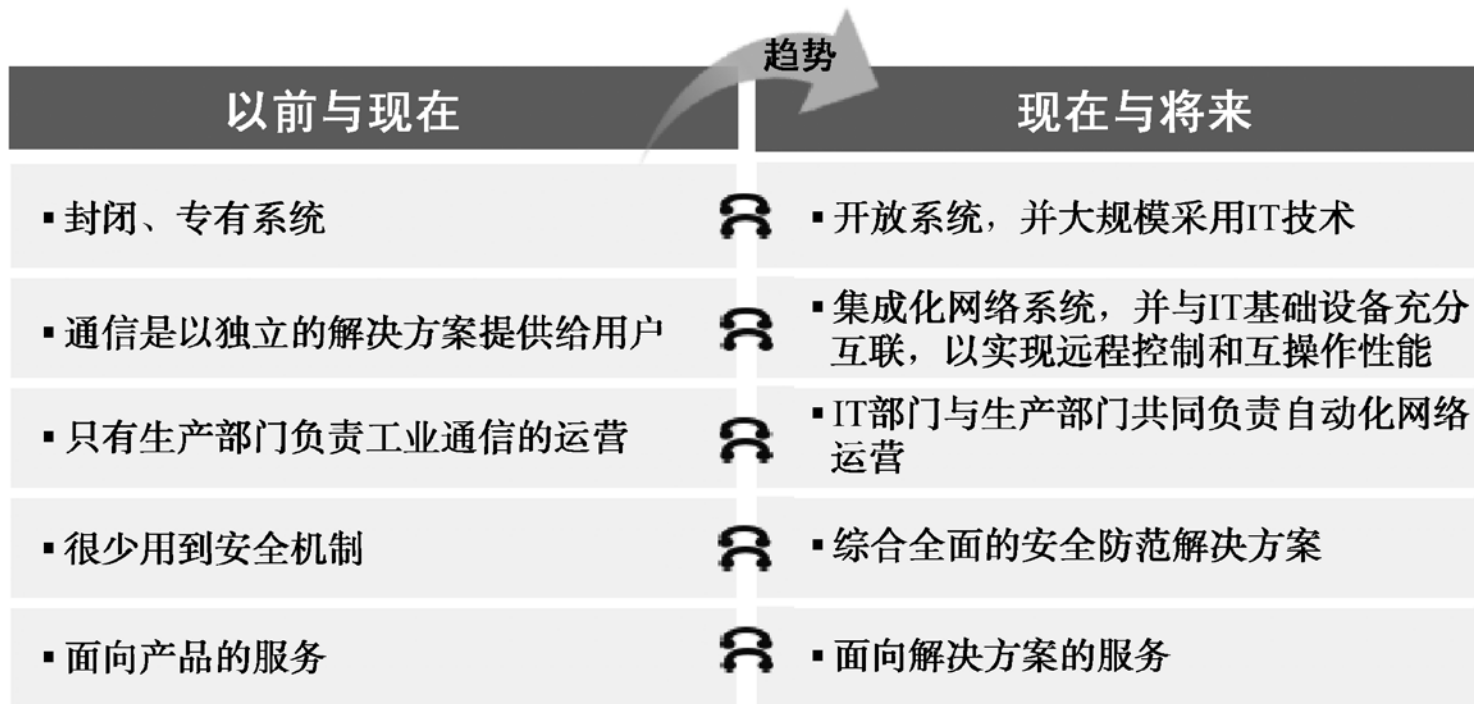 趋势
以前与现在
现在与将来
▪ 封闭、专有系统
▪ 开放系统，并大规模采用IT技术
▪ 通信是以独立的解决方案提供给用户
▪ 集成化网络系统，并与IT基础设备充分
互联，以实现远程控制和互操作性能
▪ 只有生产部门负责工业通信的运营
▪ IT部门与生产部门共同负责自动化网络
运营
▪ 很少用到安全机制
▪ 综合全面的安全防范解决方案
▪ 面向产品的服务
▪ 面向解决方案的服务